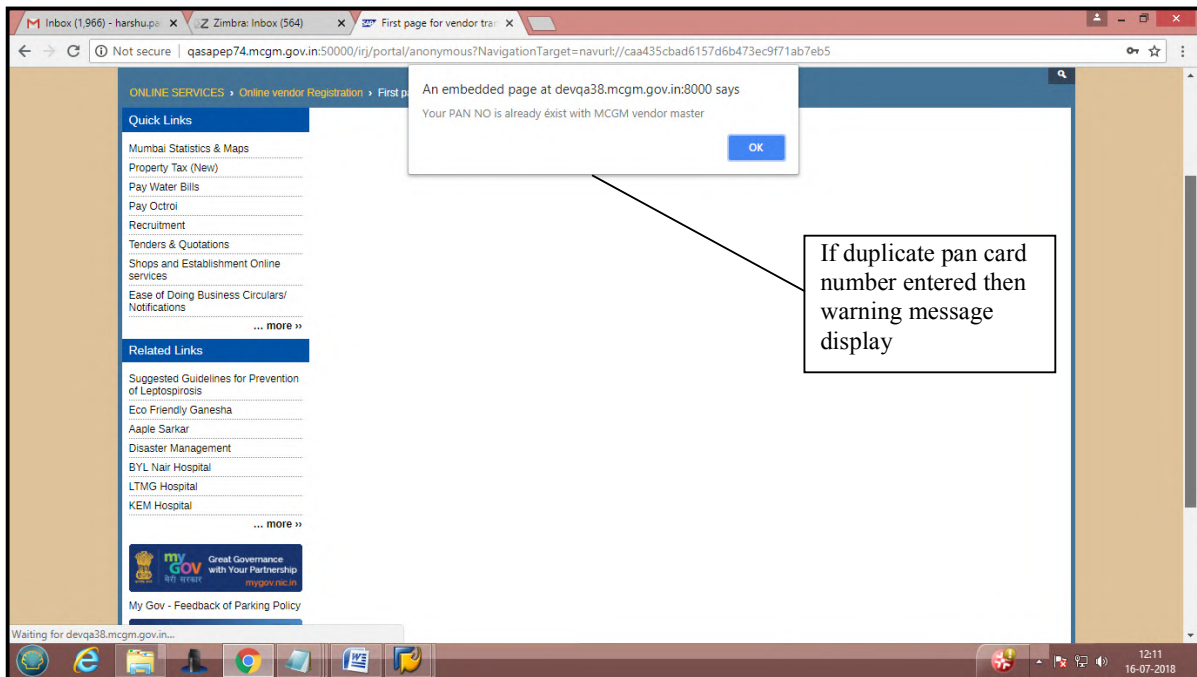 Inbox (1,966) - harshu.pa
Zimbra: Inbox (564)
First page for vendor tran
Not secure | qasapep74.mcgm.gov.in:50000/irj/portal/anonymous?NavigationTarget=navurl://caa435cbad6157d6b473ec9f71ab7eb5
An embedded page at devqa38.mcgm.gov.in:8000 says
Your PAN NO is already éxist with MCGM vendor master
OK
ONLINE SERVICES › Online vendor Registration › First p
Quick Links
Mumbai Statistics & Maps
Property Tax (New)
Pay Water Bills
Pay Octroi
Recruitment
Tenders & Quotations
Shops and Establishment Online
services
Ease of Doing Business Circulars/
Notifications
... more ››
Related Links
Suggested Guidelines for Prevention
of Leptospirosis
Eco Friendly Ganesha
Aaple Sarkar
Disaster Management
BYL Nair Hospital
LTMG Hospital
KEM Hospital
... more ››
my GOV
मेरी सरकार
Great Governance
with Your Partnership
mygov.nic.in
My Gov - Feedback of Parking Policy
If duplicate pan card
number entered then
warning message
display
Waiting for devqa38.mcgm.gov.in...
12:11
16-07-2018